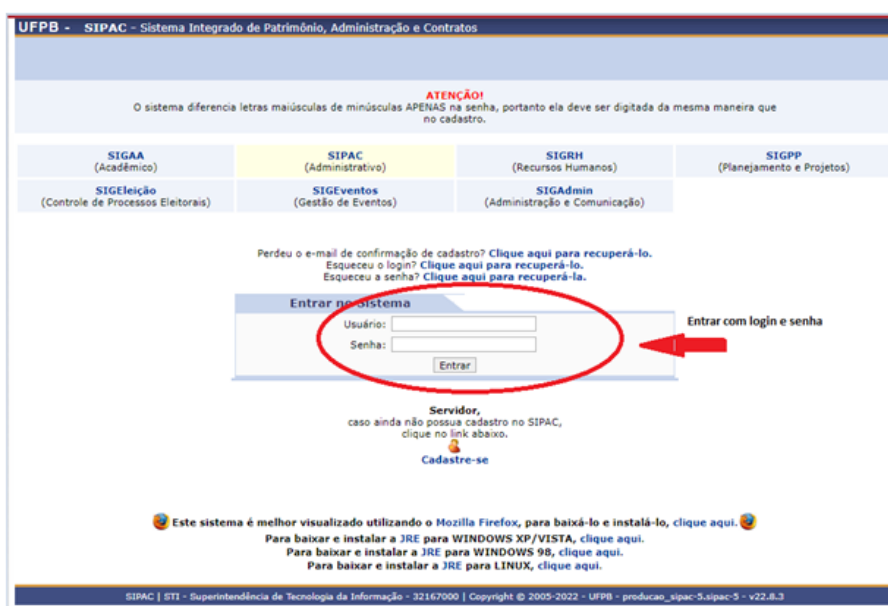 UFPB - SIPAC - Sistema Integrado de Patrimônio, Administração e Contratos
ATENÇÃO!
O sistema diferencia letras maiúsculas de minúsculas APENAS na senha, portanto ela deve ser digitada da mesma maneira que
no cadastro.
SIGAA
(Acadêmico)
SIPAC
(Administrativo)
SIGRH
(Recursos Humanos)
SIGPP
(Planejamento e Projetos)
SIGEleição
(Controle de Processos Eleitorais)
SIGEventos
(Gestão de Eventos)
SIGAdmin
(Administração e Comunicação)
Perdeu o e-mail de confirmação de cadastro? Clique aqui para recuperá-lo.
Esqueceu o login? Clique aqui para recuperá-lo.
Esqueceu a senha? Clique aqui para recuperá-la.
Entrar no Sistema
Usuário:
Senha:
Entrar
Entrar com login e senha
Servidor,
caso ainda não possua cadastro no SIPAC,
clique no link abaixo.
Cadastre-se
Este sistema é melhor visualizado utilizando o Mozilla Firefox, para baixá-lo e instalá-lo, clique aqui.
Para baixar e instalar a JRE para WINDOWS XP/VISTA, clique aqui.
Para baixar e instalar a JRE para WINDOWS 98, clique aqui.
Para baixar e instalar a JRE para LINUX, clique aqui.
SIPAC | STI - Superintendência de Tecnologia da Informação - 32167000 | Copyright © 2005-2022 - UFPB - producao_sipac-5.sipac-5 - v22.8.3